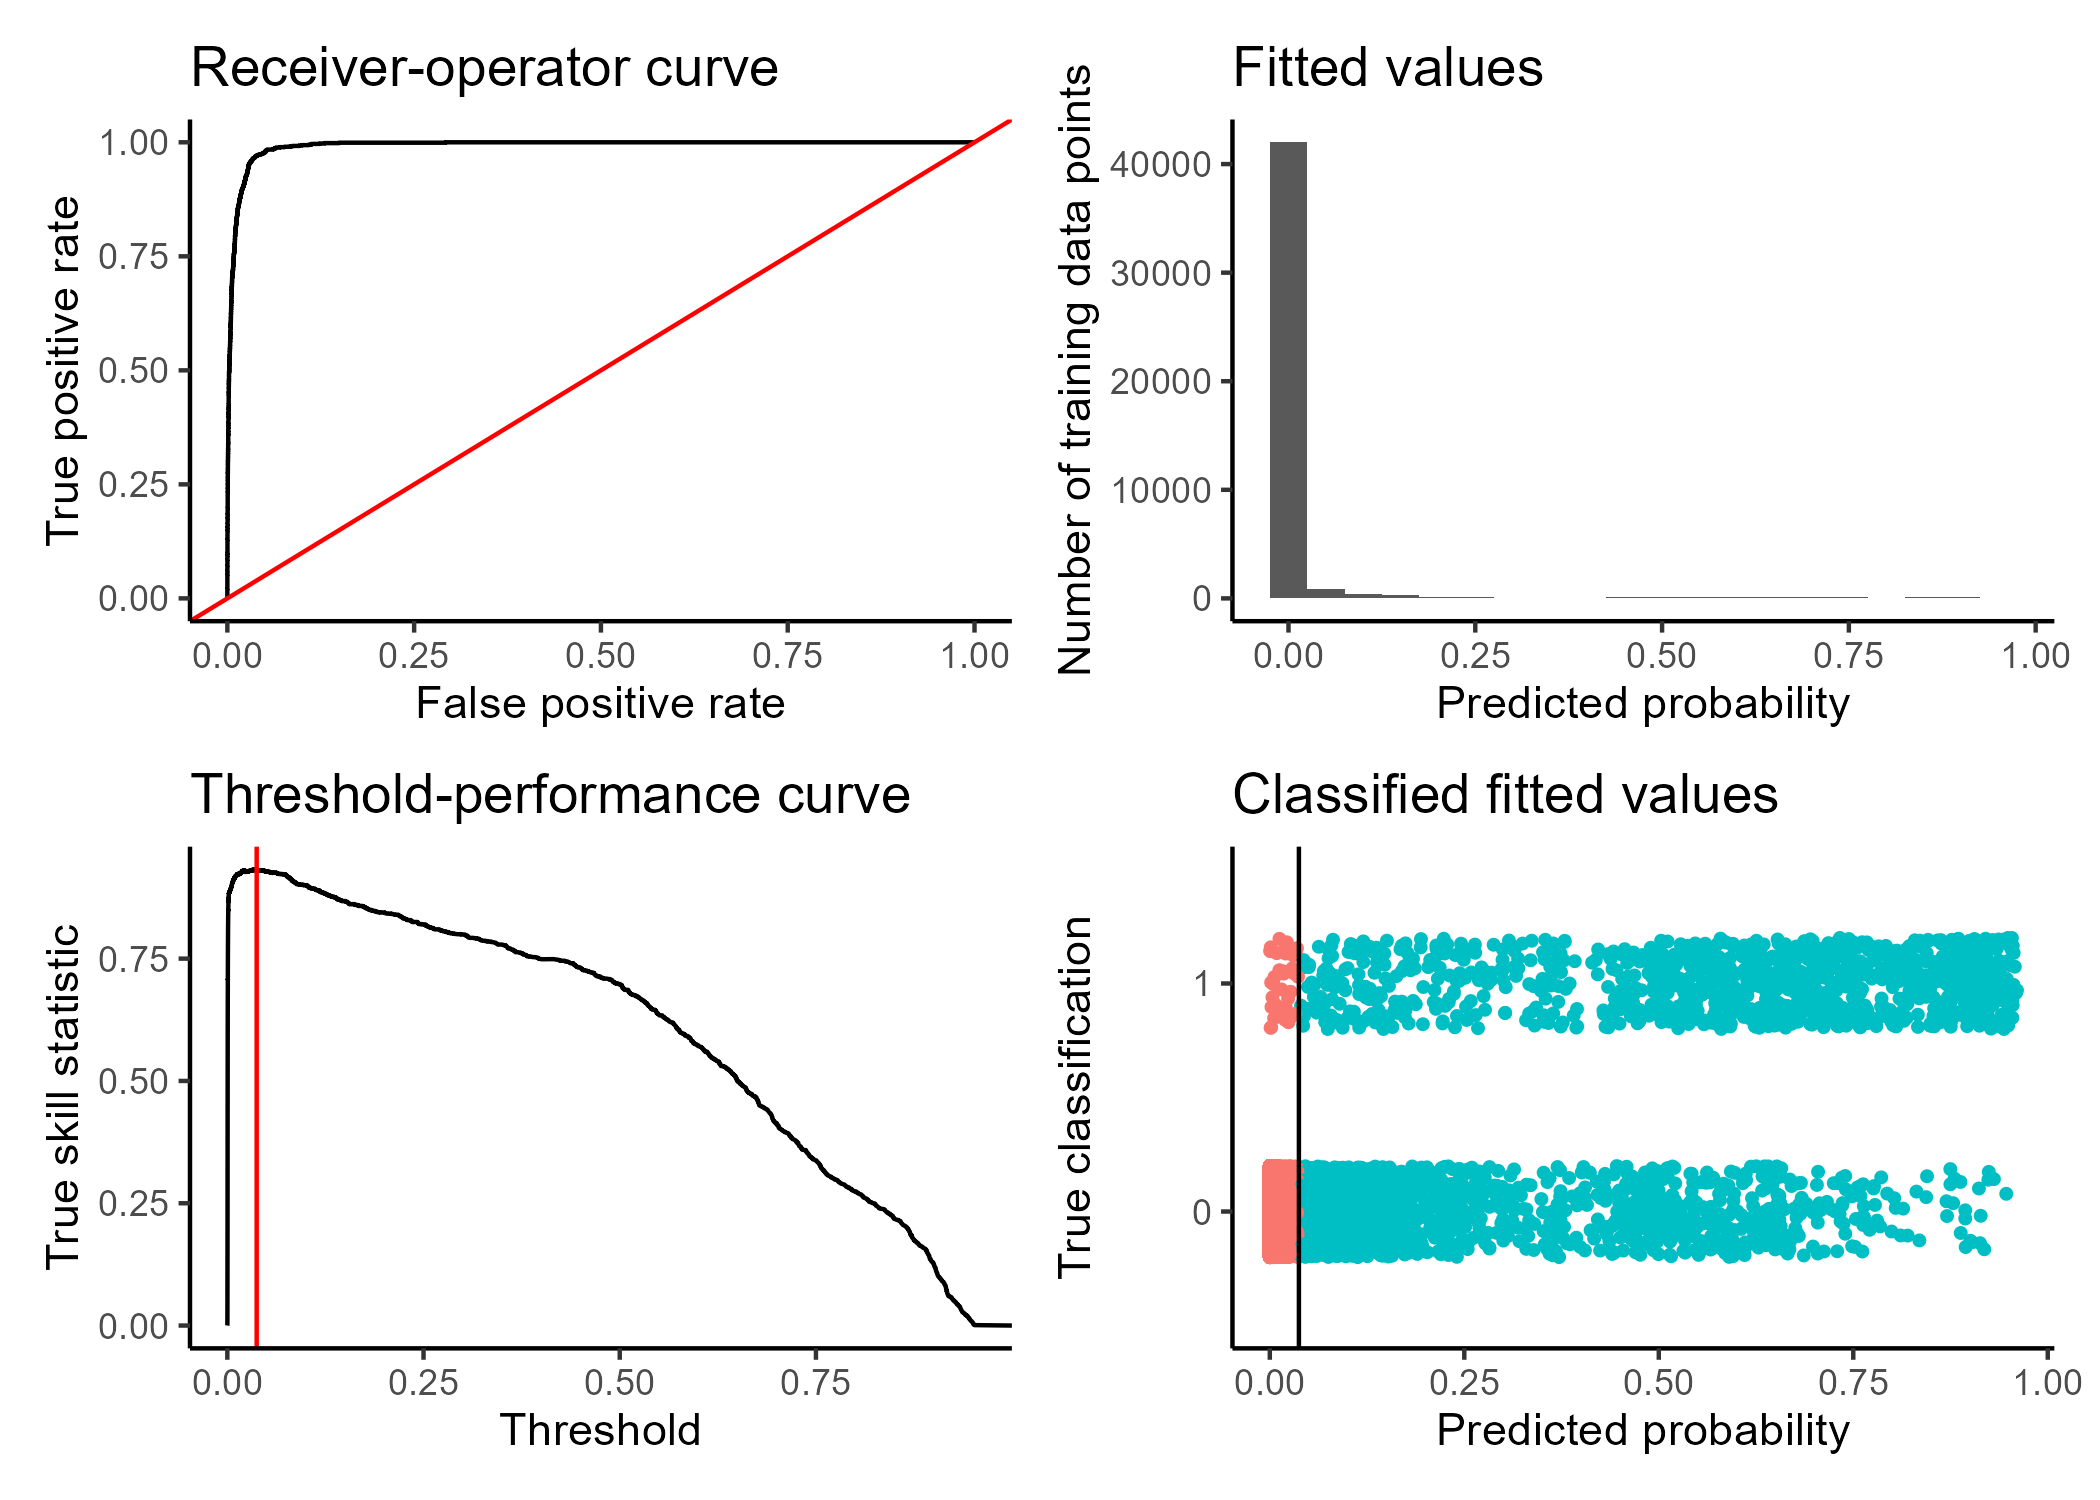 Receiver-operator curve
True positive rate
1.00
0.75
0.50
0.25
0.00
0.00 0.25 0.50 0.75 1.00
False positive rate
Fitted values
Number of training data points
40000
30000
20000
10000
0
0.00 0.25 0.50 0.75 1.00
Predicted probability
Threshold-performance curve
True skill statistic
0.75
0.50
0.25
0.00
0.00 0.25 0.50 0.75
Threshold
Classified fitted values
True classification
1
0
0.00 0.25 0.50 0.75 1.00
Predicted probability